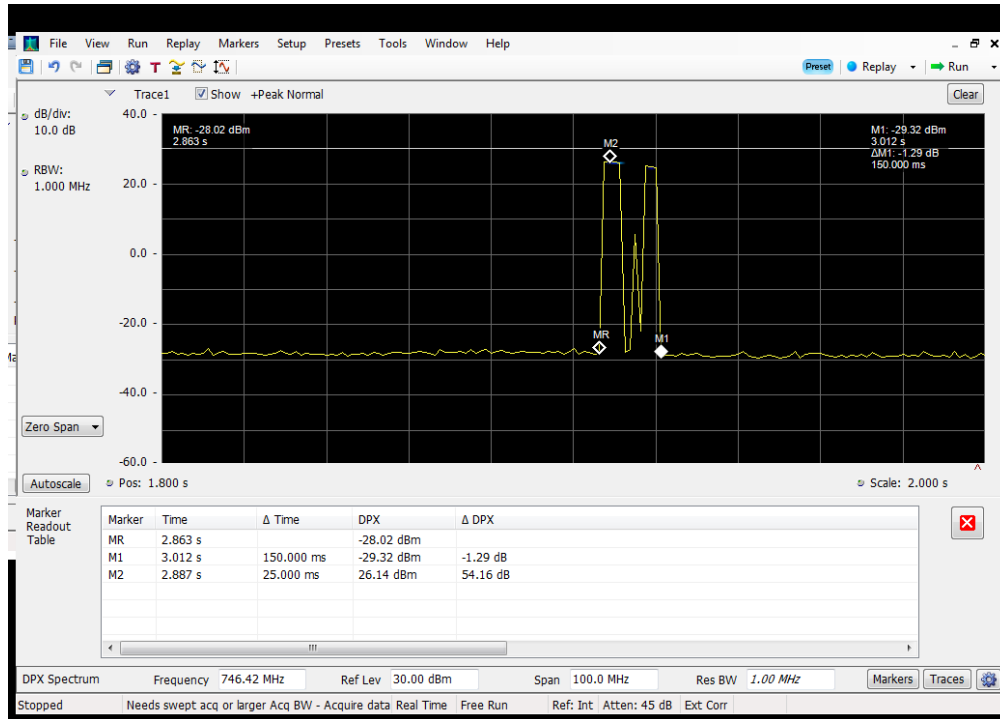 File View Run Replay Markers Setup Presets Tools Window Help
T Preset Replay Run
Trace1 Show +Peak Normal Clear
dB/div:
10.0 dB
RBW:
1.000 MHz
40.0
20.0
0.0
-20.0
-40.0
-60.0
MR: -28.02 dBm
2.863 s
M1: -29.32 dBm
3.012 s
ΔM1: -1.29 dB
150.000 ms
M2
MR
M1
Zero Span
Autoscale Pos: 1.800 s Scale: 2.000 s
Marker
Readout
Table
Marker Time Δ Time DPX Δ DPX
MR 2.863 s -28.02 dBm
M1 3.012 s 150.000 ms -29.32 dBm -1.29 dB
M2 2.887 s 25.000 ms 26.14 dBm 54.16 dB
DPX Spectrum Frequency 746.42 MHz Ref Lev 30.00 dBm Span 100.0 MHz Res BW 1.00 MHz Markers Traces
Stopped Needs swept acq or larger Acq BW - Acquire data Real Time Free Run Ref: Int Atten: 45 dB Ext Corr